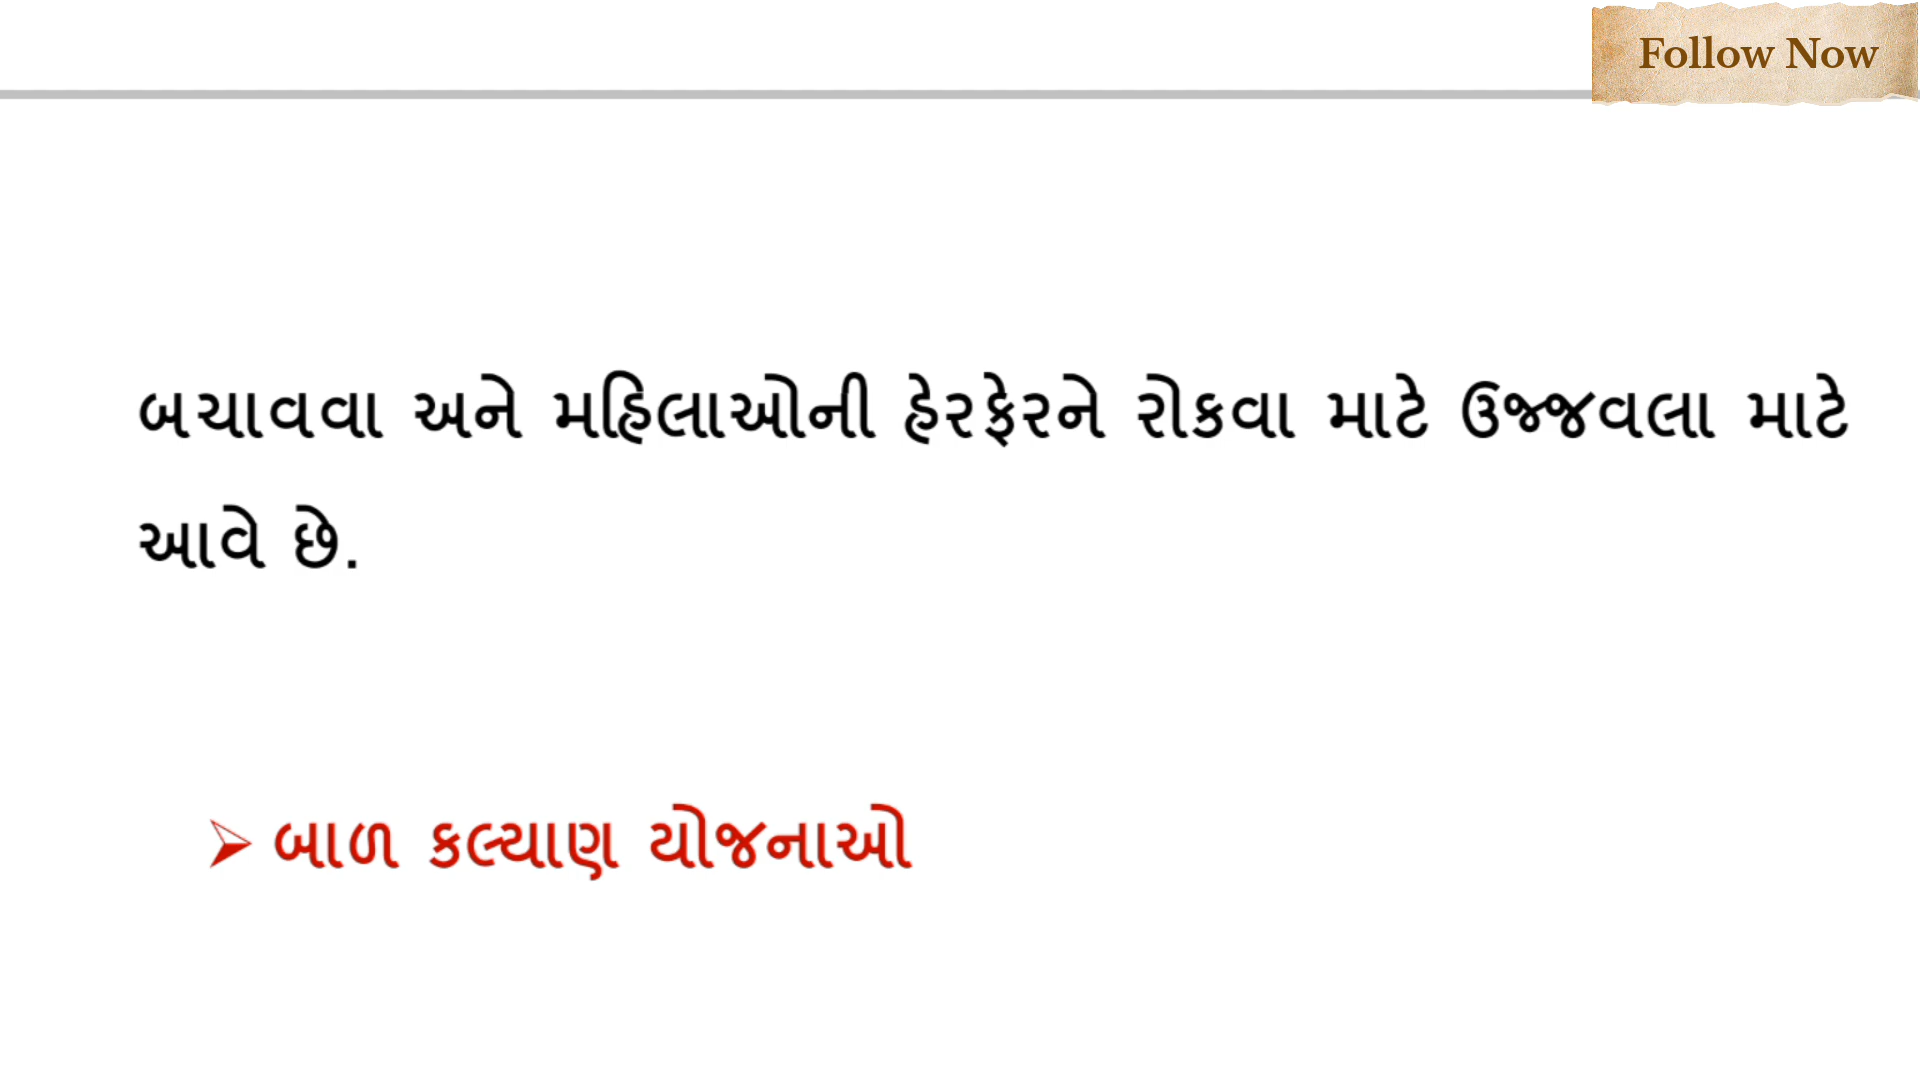 Follow Now
બચાવવા અને મહિલાઓની હેરફેરને રોકવા માટે ઉજ્જવલા માટે
આવે છે.
➢ બાળ કલ્યાણ યોજનાઓ